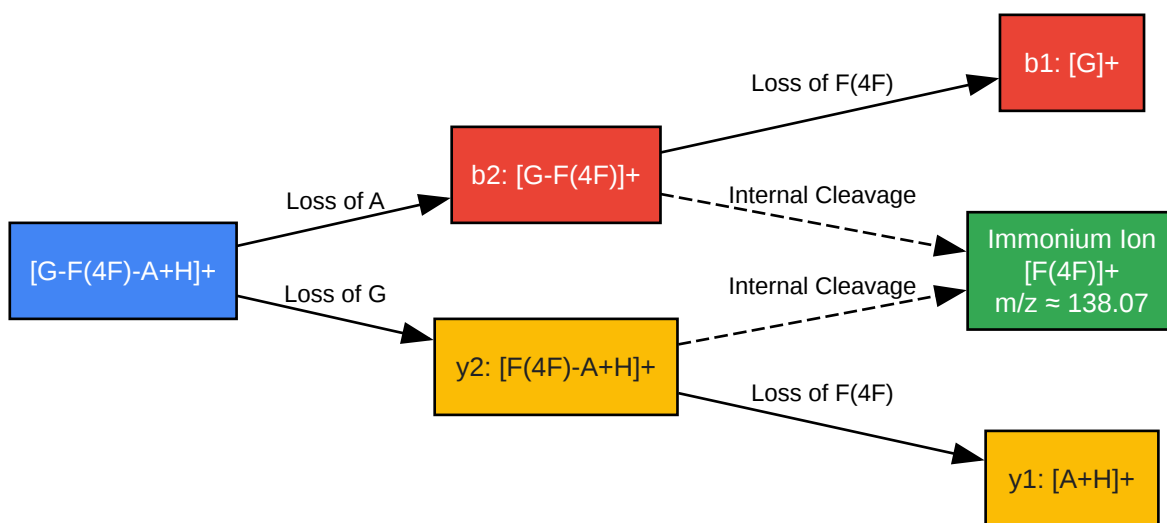 [G-F(4F)-A+H]+
Loss of A
Loss of G
b2: [G-F(4F)]+
y2: [F(4F)-A+H]+
Loss of F(4F)
Internal Cleavage
Internal Cleavage
Loss of F(4F)
b1: [G]+
Immonium Ion
[F(4F)]+
m/z ≈ 138.07
y1: [A+H]+